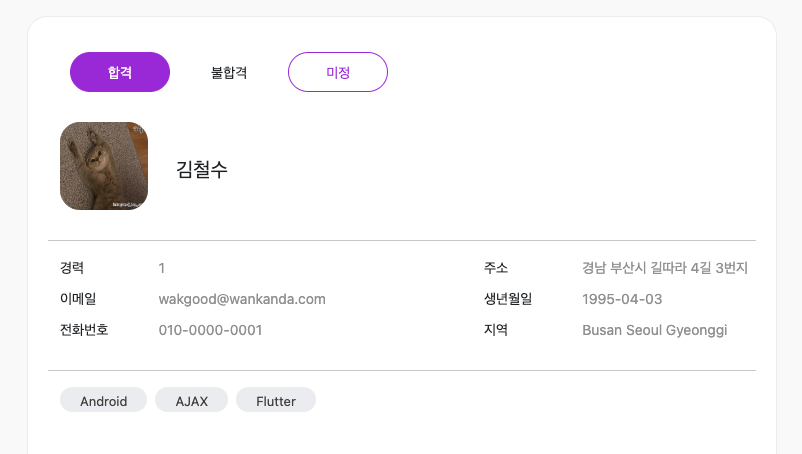 합격 불합격 미정
김철수
경력 1 주소 경남 부산시 길따라 4길 3번지
이메일 wakgood@wankanda.com 생년월일 1995-04-03
전화번호 010-0000-0001 지역 Busan Seoul Gyeonggi
Android AJAX Flutter